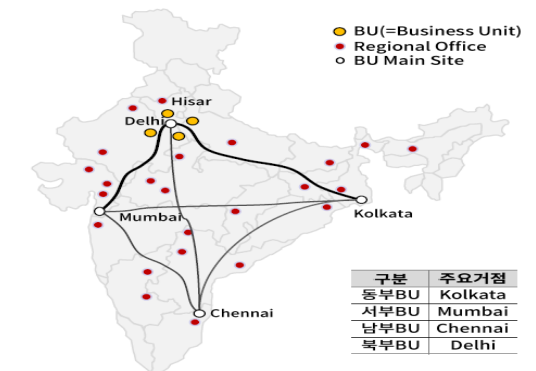 BU(=Business Unit)
Regional Office
BU Main Site
Hisar
Delhi
Mumbai
Kolkata
Chennai
구분 주요거점
동부BU Kolkata
서부BU Mumbai
남부BU Chennai
북부BU Delhi